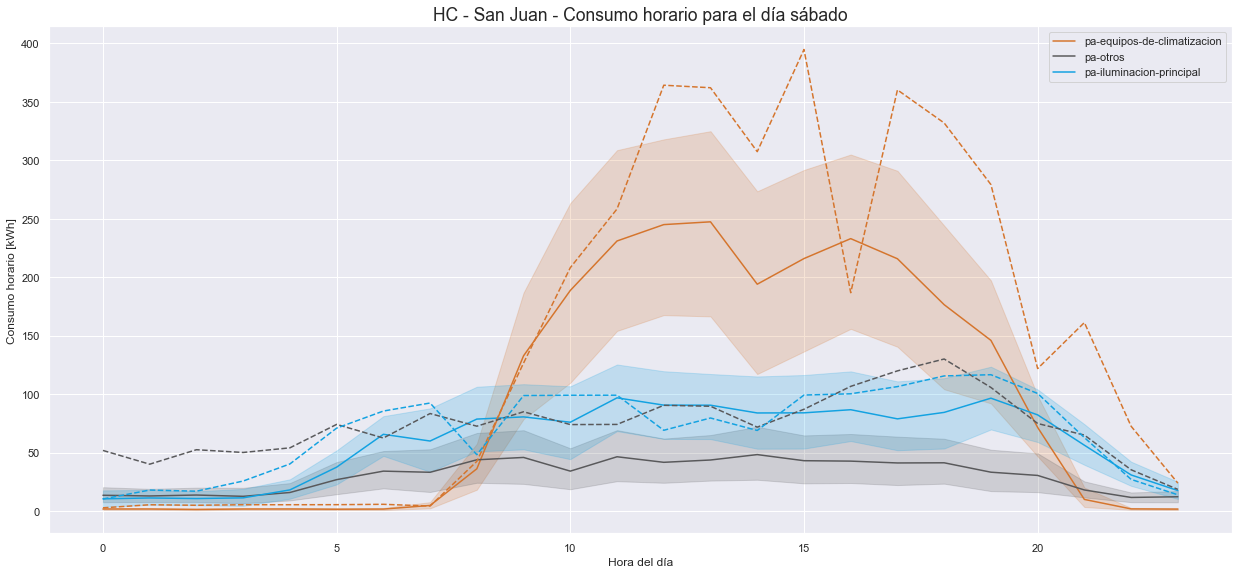 HC - San Juan - Consumo horario para el día sábado
pa-equipos-de-climatizacion
pa-otros
pa-iluminacion-principal
Consumo horario [kWh]
400
350
300
250
200
150
100
50
0
0 5 10 15 20
Hora del día